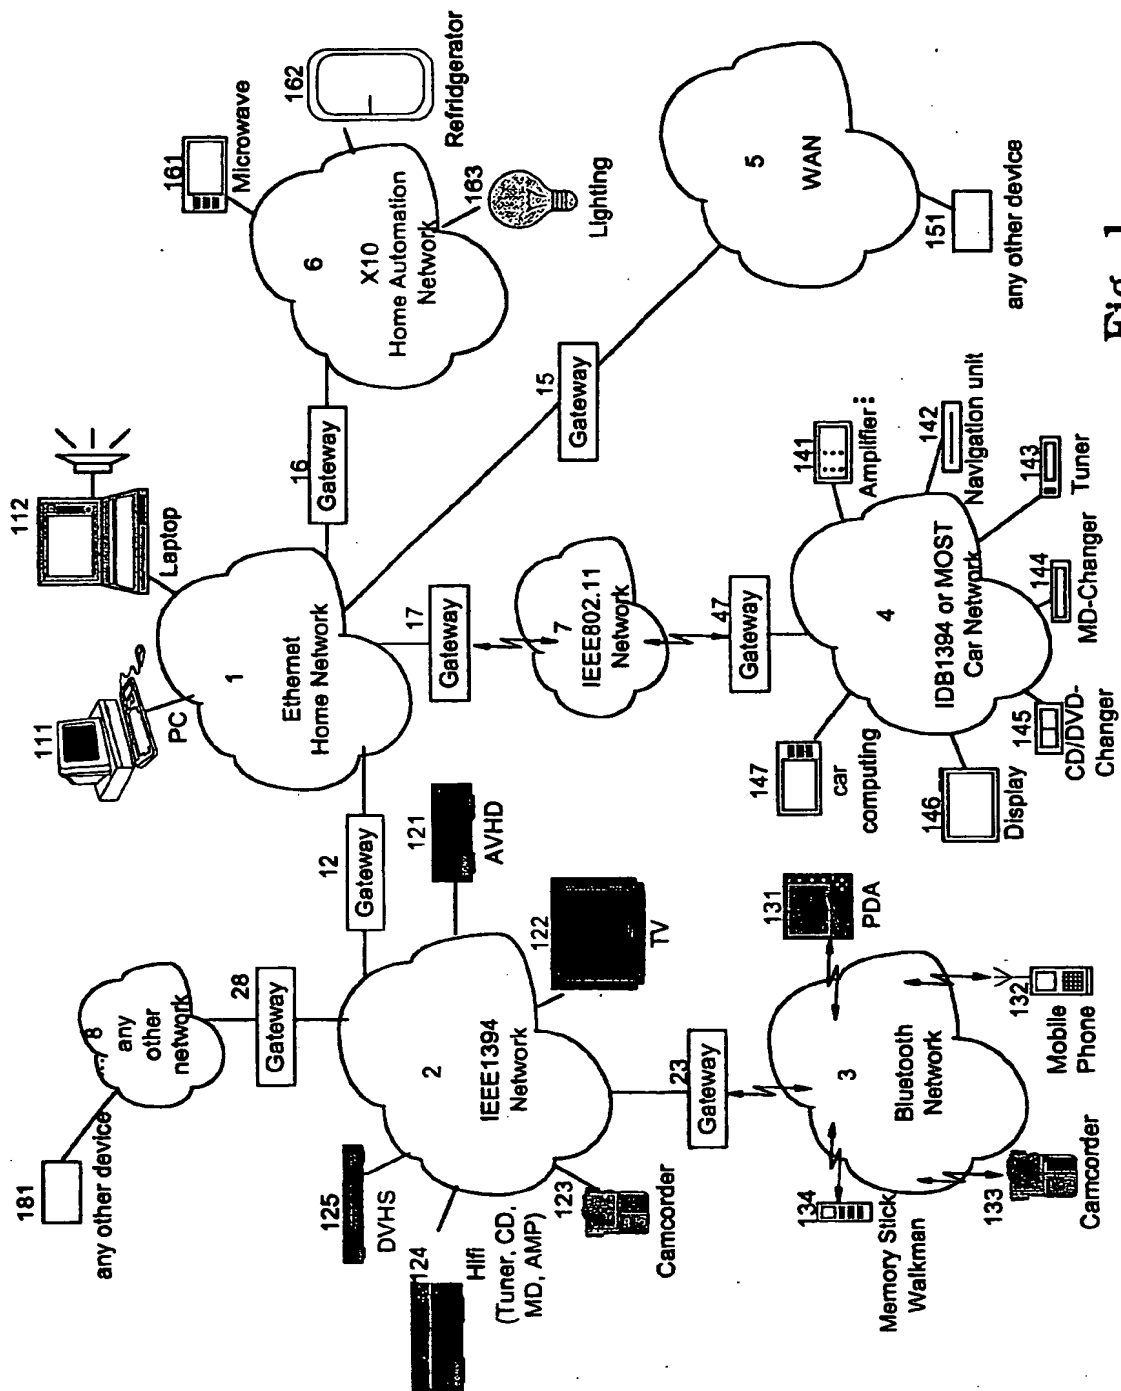 181
any other device
8
any
other
network
28
Gateway
125
DVHS
124
Hifi
(Tuner, CD,
MD, AMP)
123
Camcorder
2
IEEE1394
Network
12
Gateway
121
AVHD
122
TV
23
Gateway
134
Memory Stick
Walkman
133
Camcorder
3
Bluetooth
Network
132
Mobile
Phone
131
PDA
111
PC
112
Laptop
1
Ethernet
Home Network
16
Gateway
17
Gateway
15
Gateway
7
IEEE802.11
Network
47
Gateway
147
car
computing
146
Display
145
CD/DVD-
Changer
144
MD-Changer
143
Tuner
142
Navigation unit
141
Amplifier
4
IDB1394 or MOST
Car Network
161
Microwave
162
Refridgerator
163
Lighting
6
X10
Home Automation
Network
5
WAN
151
any other device